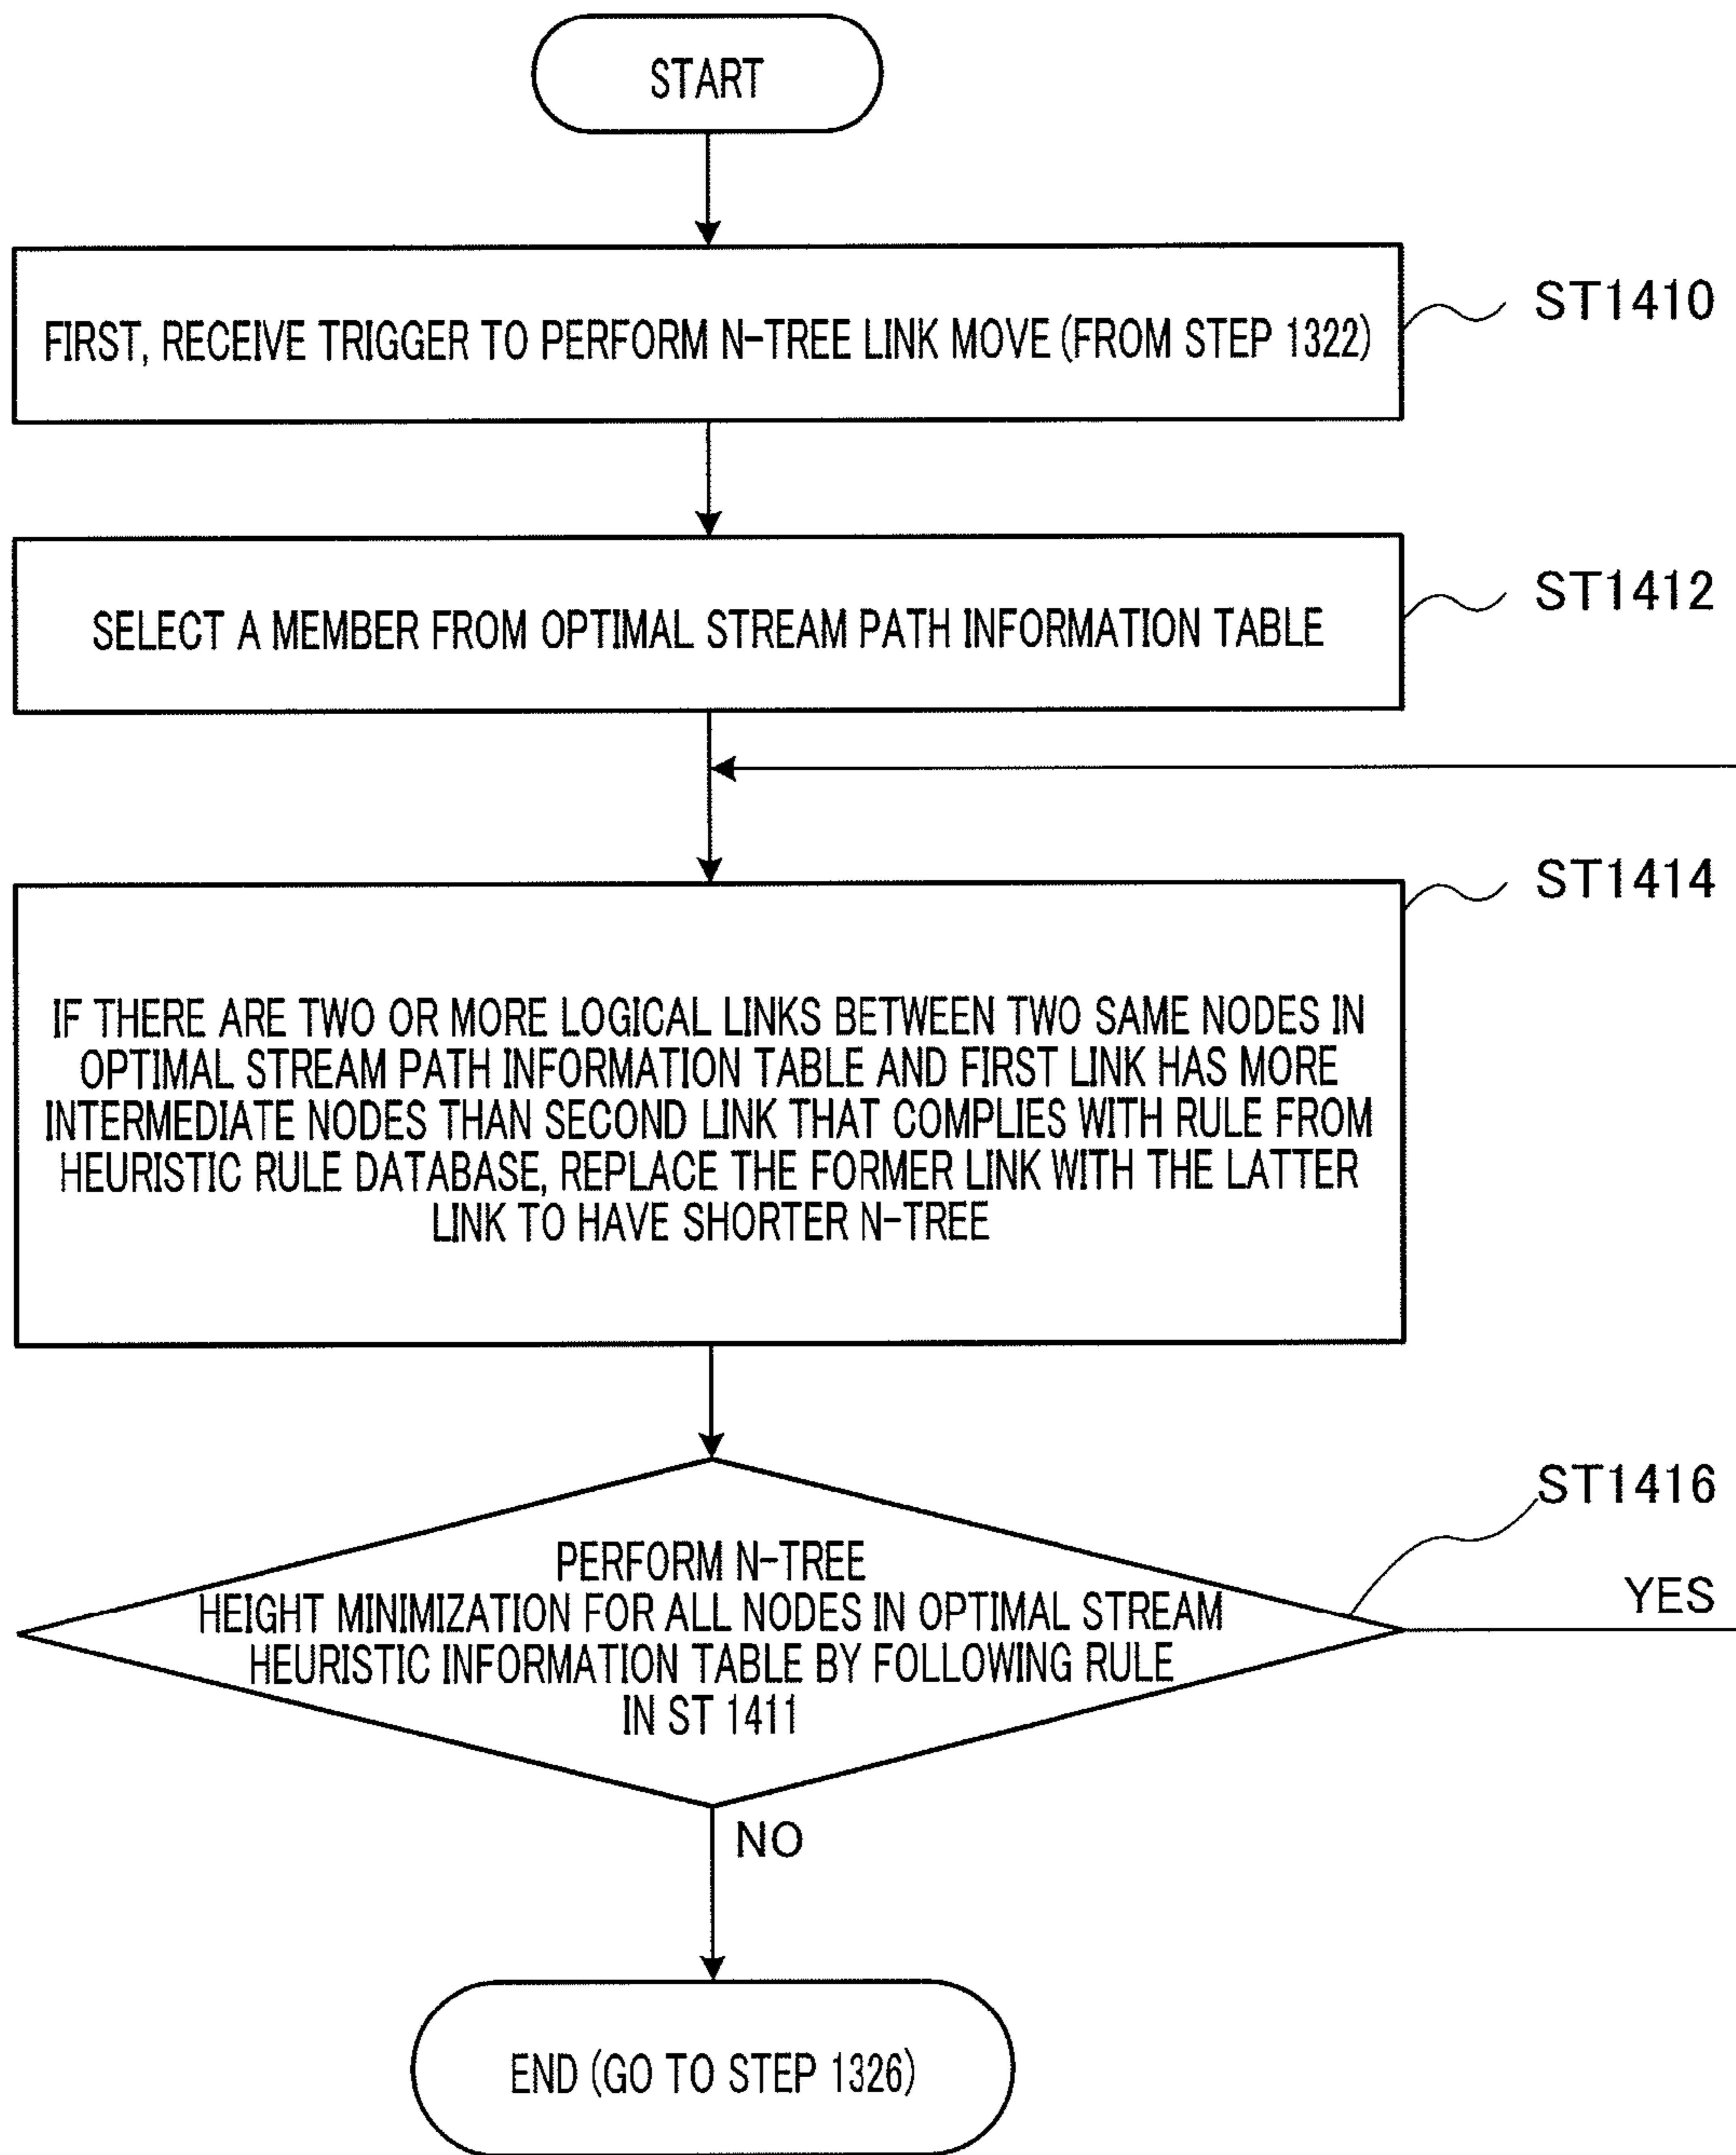 START
FIRST, RECEIVE TRIGGER TO PERFORM N-TREE LINK MOVE (FROM STEP 1322)
ST1410
SELECT A MEMBER FROM OPTIMAL STREAM PATH INFORMATION TABLE
ST1412
IF THERE ARE TWO OR MORE LOGICAL LINKS BETWEEN TWO SAME NODES IN
OPTIMAL STREAM PATH INFORMATION TABLE AND FIRST LINK HAS MORE
INTERMEDIATE NODES THAN SECOND LINK THAT COMPLIES WITH RULE FROM
HEURISTIC RULE DATABASE, REPLACE THE FORMER LINK WITH THE LATTER
LINK TO HAVE SHORTER N-TREE
ST1414
PERFORM N-TREE
HEIGHT MINIMIZATION FOR ALL NODES IN OPTIMAL STREAM
HEURISTIC INFORMATION TABLE BY FOLLOWING RULE
IN ST 1411
ST1416
YES
NO
END (GO TO STEP 1326)